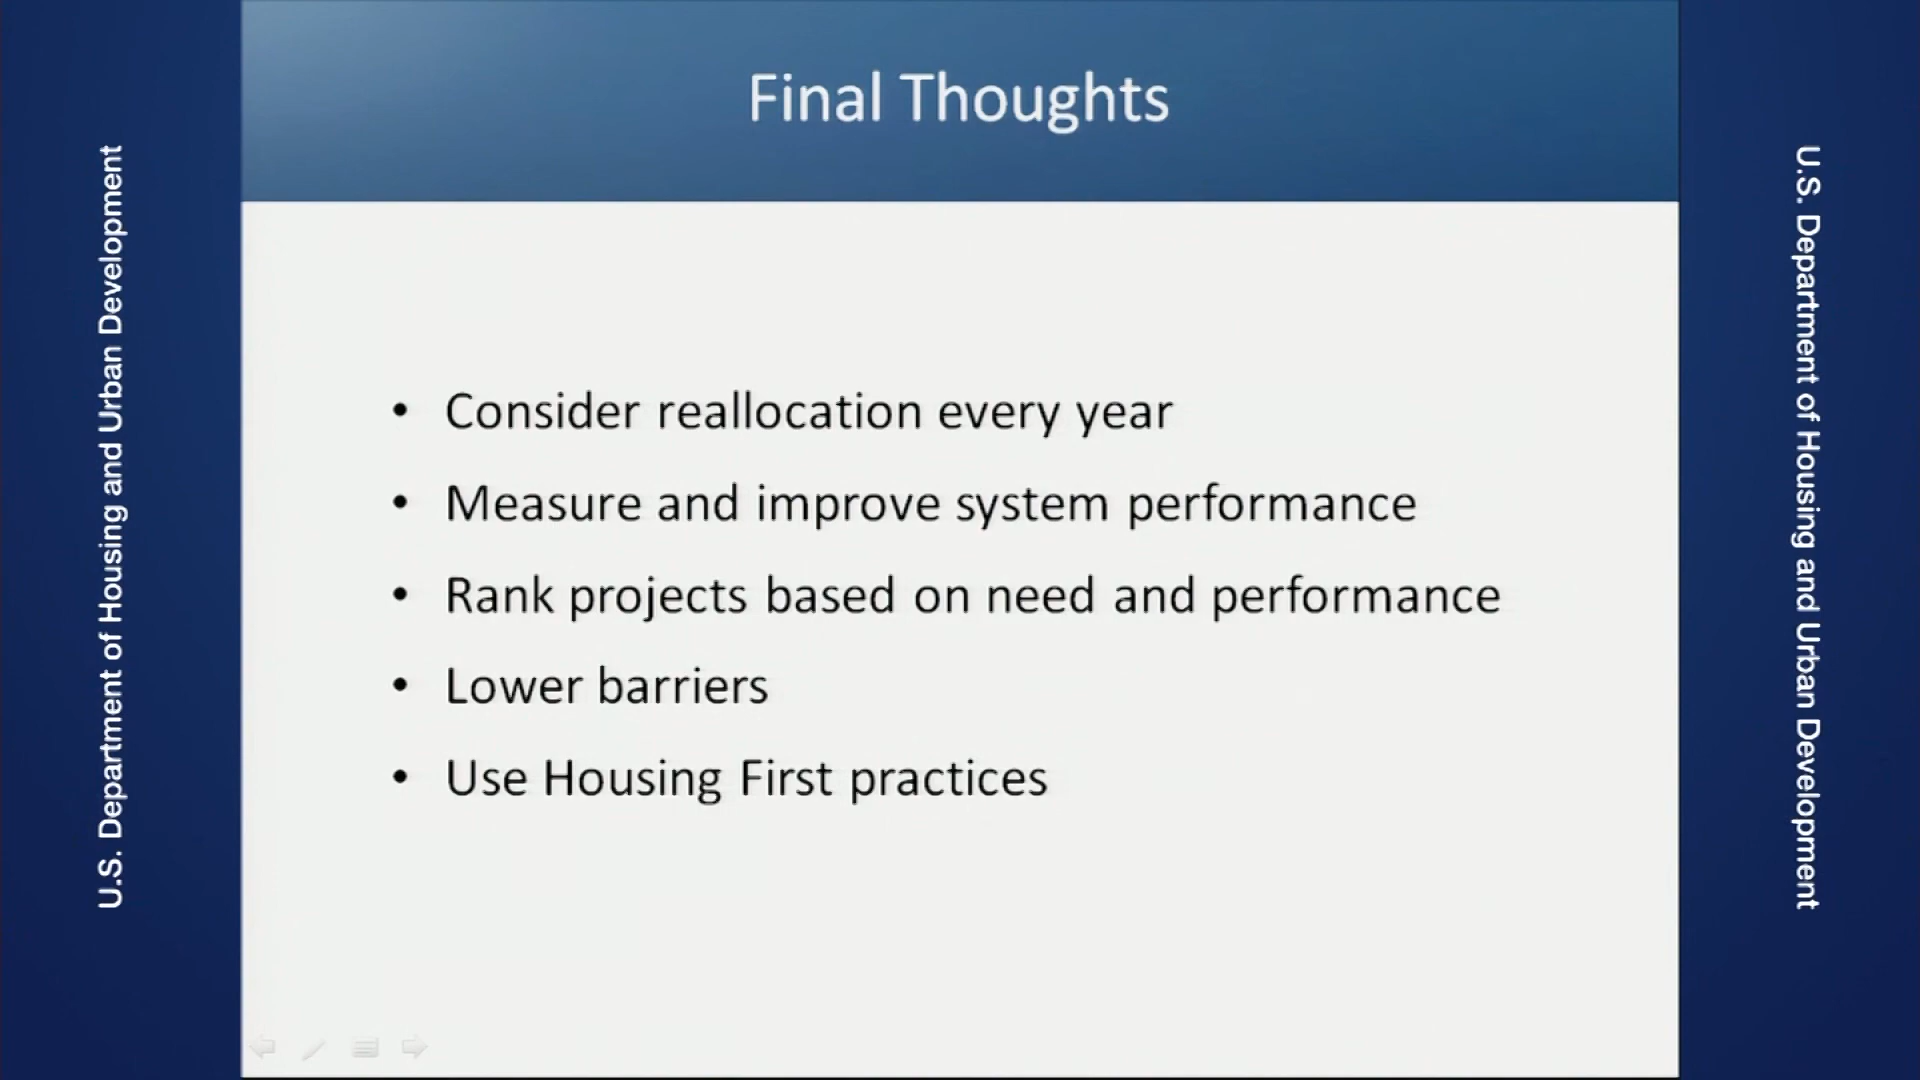 Final Thoughts
U.S. Department of Housing and Urban Development
• Consider reallocation every year
• Measure and improve system performance
• Rank projects based on need and performance
• Lower barriers
• Use Housing First practices
U.S. Department of Housing and Urban Development